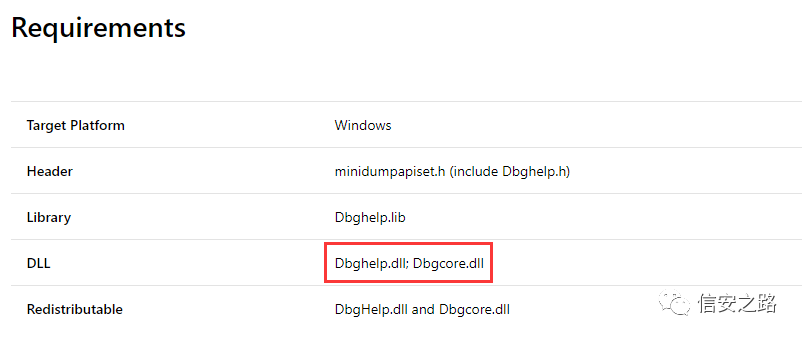 Requirements
Target Platform Windows
Header minidumpapiset.h (include Dbghelp.h)
Library Dbghelp.lib
DLL Dbghelp.dll; Dbgcore.dll
Redistributable DbgHelp.dll and Dbgcore.dll
信安之路